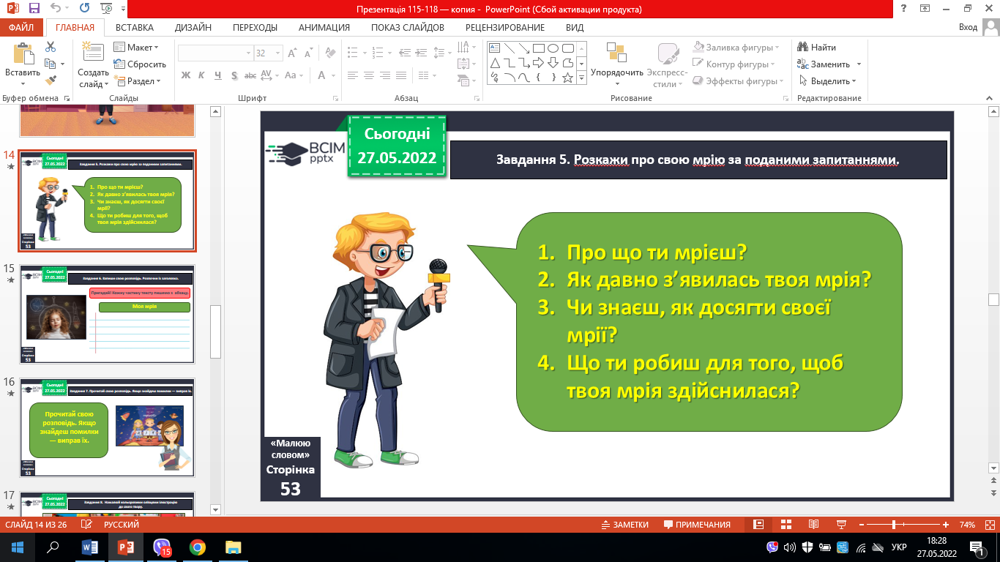 Презентація 115-118 — копия - PowerPoint (Сбой активации продукта)
ФАЙЛ ГЛАВНАЯ ВСТАВКА ДИЗАЙН ПЕРЕХОДЫ АНИМАЦИЯ ПОКАЗ СЛАЙДОВ РЕЦЕНЗИРОВАНИЕ ВИД Вход
Вставить
Создать слайд
Макет
Сбросить
Раздел
32
Ж К Ч S abc AV Aa A
Упорядочить
Экспресс-стили
Заливка фигуры
Контур фигуры
Эффекты фигуры
Найти
Заменить
Выделить
Буфер обмена Слайды Шрифт Абзац Рисование Редактирование
14
Сьогодні
27.05.2022
Завдання 5. Розкажи про свою мрію за поданими запитаннями.
1. Про що ти мрієш?
2. Як давно з’явилась твоя мрія?
3. Чи знаєш, як досягти своєї
мрії?
4. Що ти робиш для того, щоб
твоя мрія здійснилася?
Сторінка
53
15
Сьогодні
27.05.2022
Завдання 6. Запиши свою розповідь. Розпочни із заголовка.
Пригадай! Кожну частину тексту пишемо з абзацу.
Моя мрія
Сторінка
53
16
Сьогодні
27.05.2022
Завдання 7. Прочитай свою розповідь. Якщо знайдеш помилки — виправ їх.
Прочитай свою
розповідь. Якщо
знайдеш помилки
— виправ їх.
Сторінка
53
17
Сьогодні
27.05.2022
Завдання 8. Намалюй кольоровими олівцями ілюстрацію
до свого твору.
ВСІМ
pptx
Сьогодні
27.05.2022
Завдання 5. Розкажи про свою мрію за поданими запитаннями.
1. Про що ти мрієш?
2. Як давно з’явилась твоя мрія?
3. Чи знаєш, як досягти своєї
мрії?
4. Що ти робиш для того, щоб
твоя мрія здійснилася?
«Малюю
словом»
Сторінка
53
СЛАЙД 14 ИЗ 26 РУССКИЙ ЗАМЕТКИ ПРИМЕЧАНИЯ 74%
15
УКР
18:28
27.05.2022
1